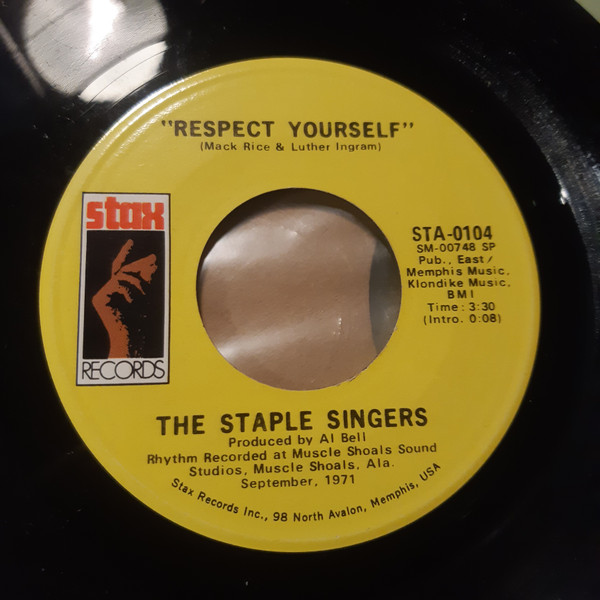 "RESPECT YOURSELF"
(Mack Rice & Luther Ingram)
stax
RECORDS
STA-0104
SM-00748 SP
Pub., East/
Memphis Music,
Klondike Music,
BMI
Time: 3:30
(Intro. 0:08)
THE STAPLE SINGERS
Produced by Al Bell
Rhythm Recorded at Muscle Shoals Sound
Studios, Muscle Shoals, Ala.
September, 1971
Stax Records Inc., 98 North Avalon, Memphis, USA